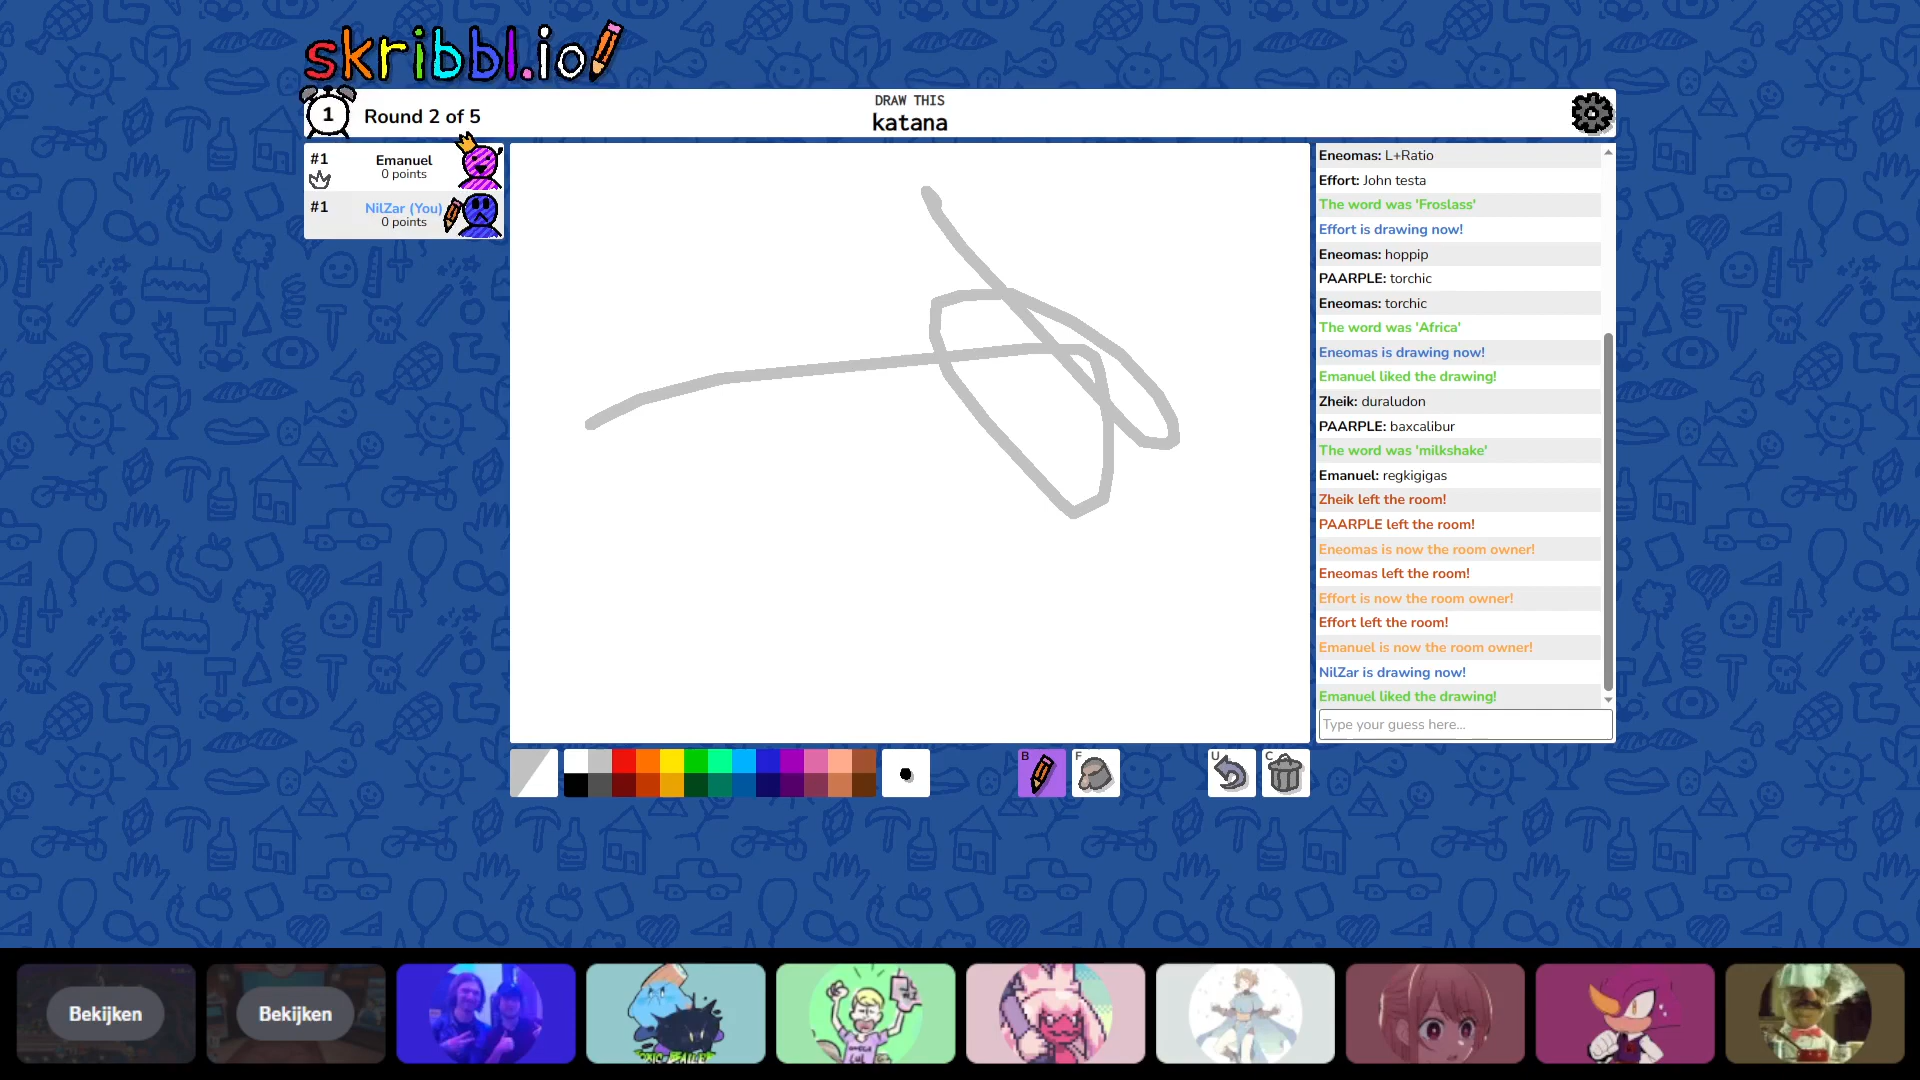 skribbl.io
1
Round 2 of 5
DRAW THIS
katana
#1
Emanuel
0 points
#1
NilZar (You)
0 points
Eneomas: L+Ratio
Effort: John testa
The word was 'Froslass'
Effort is drawing now!
Eneomas: hoppip
PAARPLE: torchic
Eneomas: torchic
The word was 'Africa'
Eneomas is drawing now!
Emanuel liked the drawing!
Zheik: duraludon
PAARPLE: baxcalibur
The word was 'milkshake'
Emanuel: regkigigas
Zheik left the room!
PAARPLE left the room!
Eneomas is now the room owner!
Eneomas left the room!
Effort is now the room owner!
Effort left the room!
Emanuel is now the room owner!
NilZar is drawing now!
Emanuel liked the drawing!
Type your guess here...
B
F
U
C
Bekijken
Bekijken